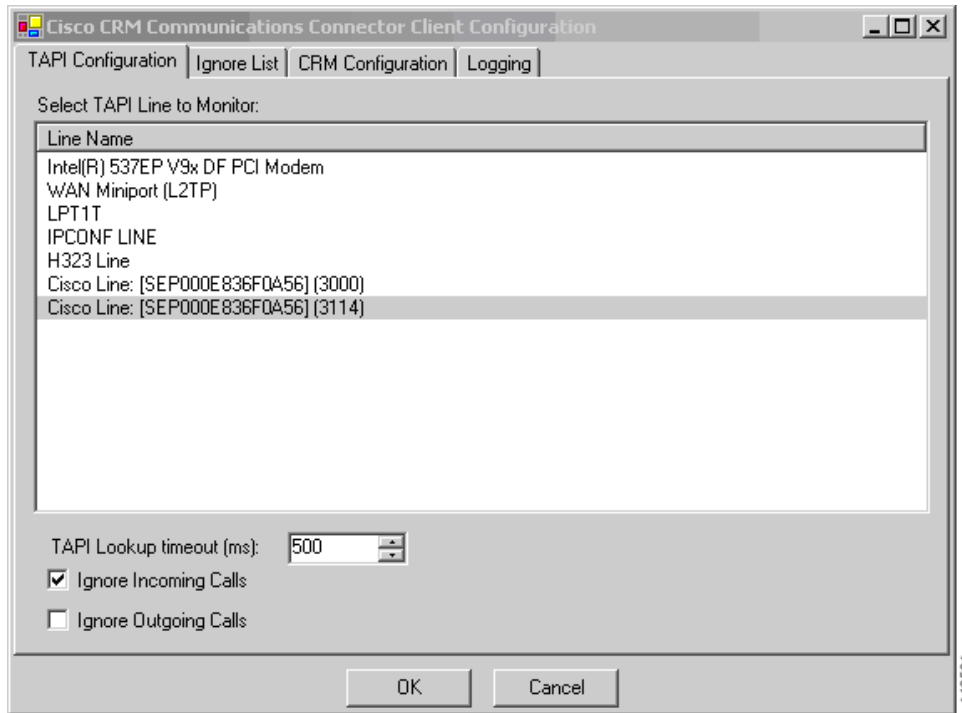 Cisco CRM Communications Connector Client Configuration
TAPI Configuration Ignore List CRM Configuration Logging
Select TAPI Line to Monitor:
Line Name
Intel(R) 537EP V9x DF PCI Modem
WAN Miniport (L2TP)
LPT1T
IPCONF LINE
H323 Line
Cisco Line: [SEP000E836F0A56] (3000)
Cisco Line: [SEP000E836F0A56] (3114)
TAPI Lookup timeout (ms): 500
Ignore Incoming Calls
Ignore Outgoing Calls
OK Cancel